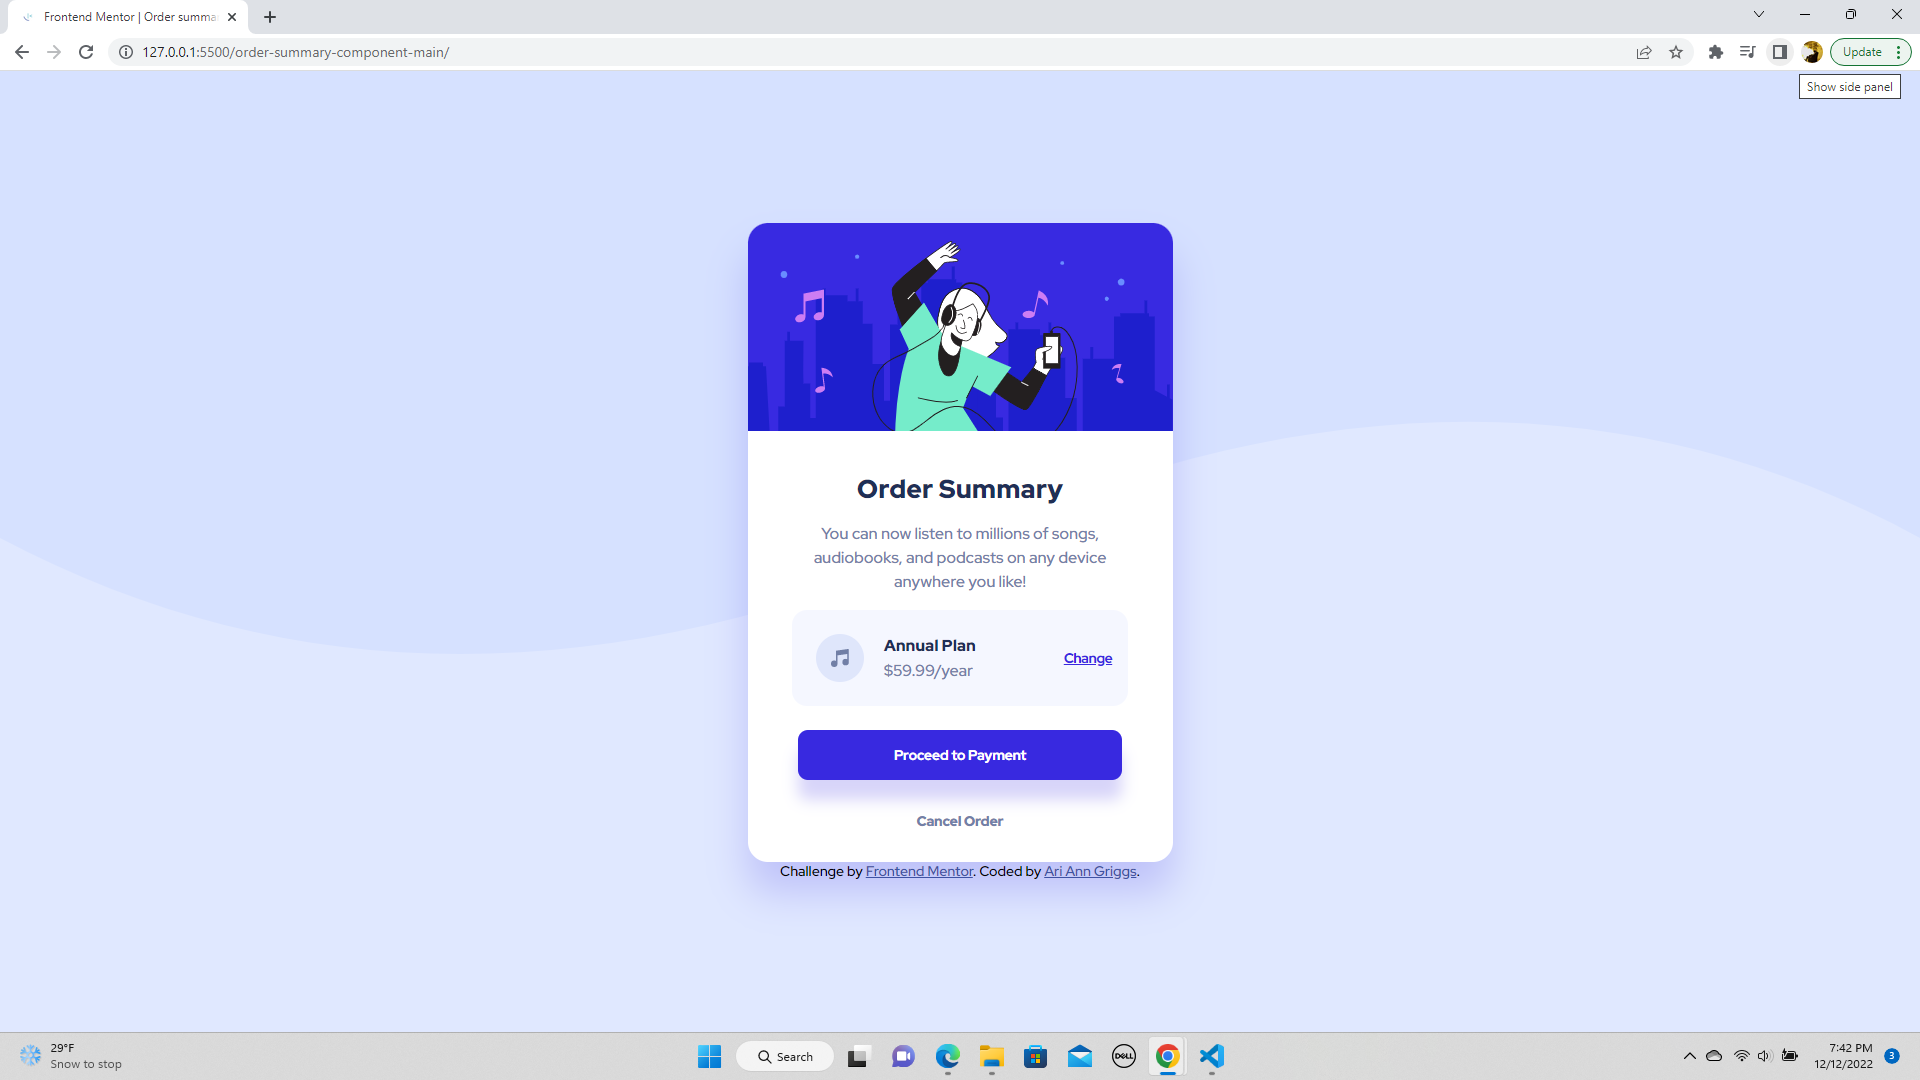 Frontend Mentor | Order summa
127.0.0.1:5500/order-summary-component-main/
Update
Show side panel
Order Summary
You can now listen to millions of songs,
audiobooks, and podcasts on any device
anywhere you like!
Annual Plan
$59.99/year
Change
Proceed to Payment
Cancel Order
Challenge by Frontend Mentor. Coded by Ari Ann Griggs.
29°F
Snow to stop
Search
DELL
7:42 PM
12/12/2022
3